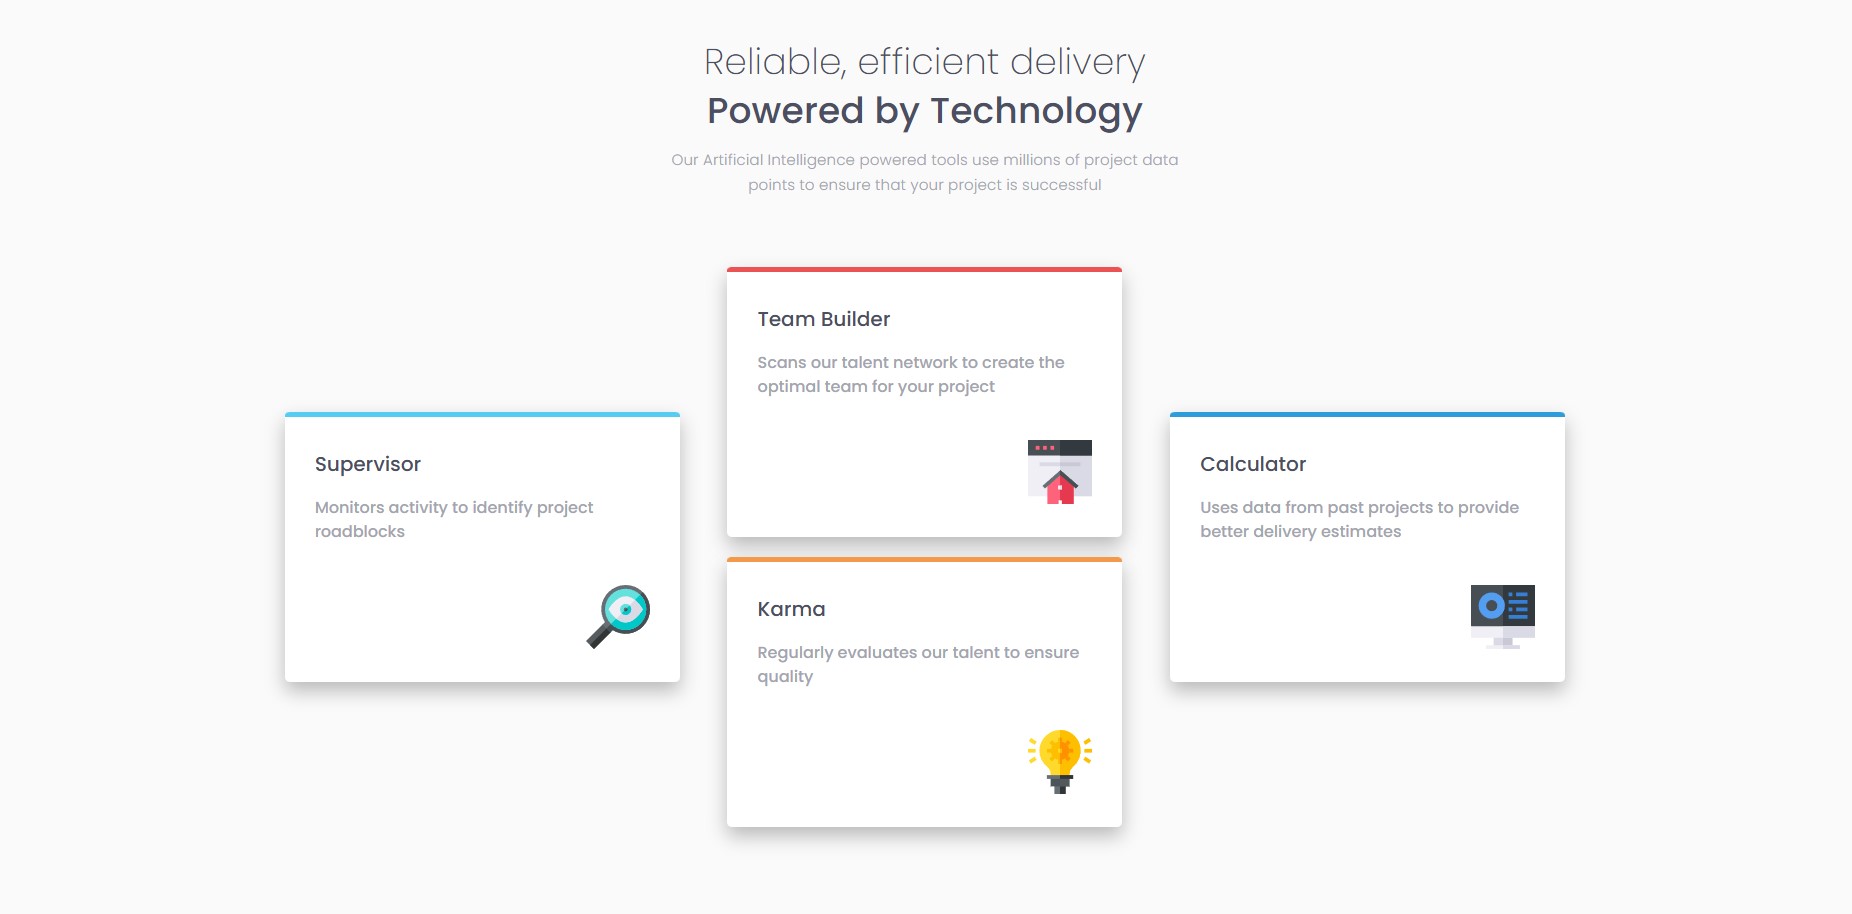 Reliable, efficient delivery
Powered by Technology
Our Artificial Intelligence powered tools use millions of project data
points to ensure that your project is successful
Supervisor
Monitors activity to identify project
roadblocks
Team Builder
Scans our talent network to create the
optimal team for your project
Karma
Regularly evaluates our talent to ensure
quality
Calculator
Uses data from past projects to provide
better delivery estimates